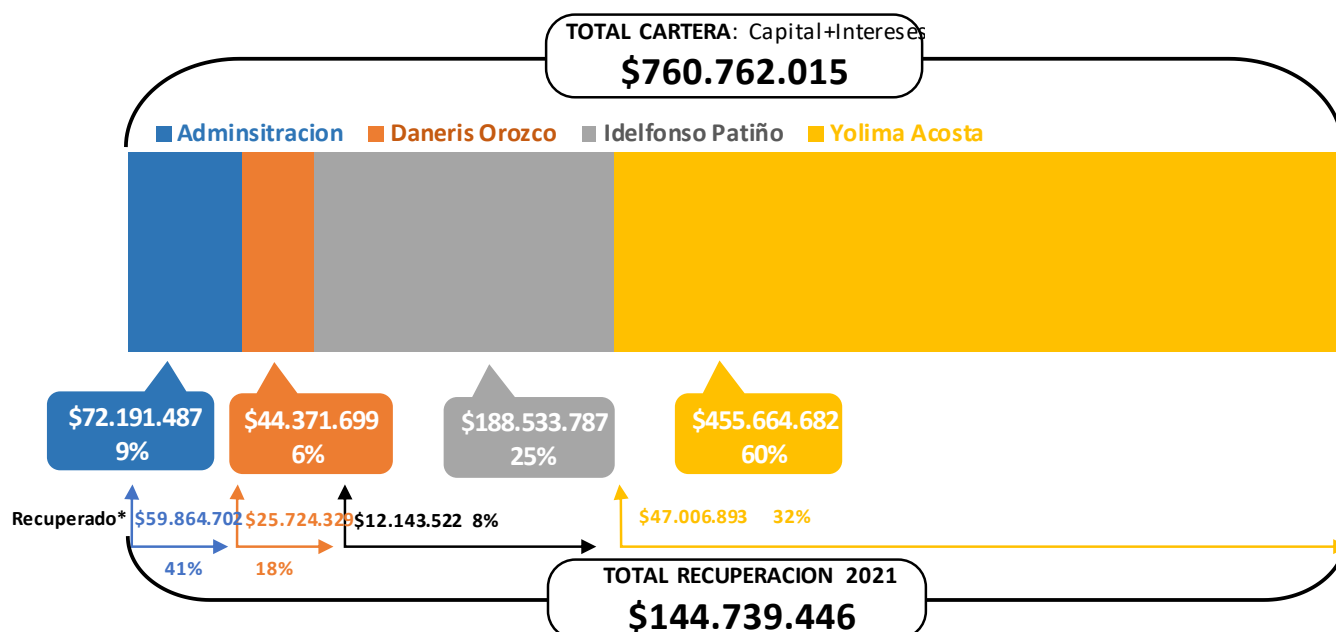 TOTAL CARTERA: Capital+Intereses
$760.762.015
Adminsitracion Daneris Orozco Idelfonso Patiño Yolima Acosta
$72.191.487
9%
$44.371.699
6%
$188.533.787
25%
$455.664.682
60%
Recuperado* $59.864.702 $25.724.329 $12.143.522 8% $47.006.893 32%
41% 18%
TOTAL RECUPERACION 2021
$144.739.446